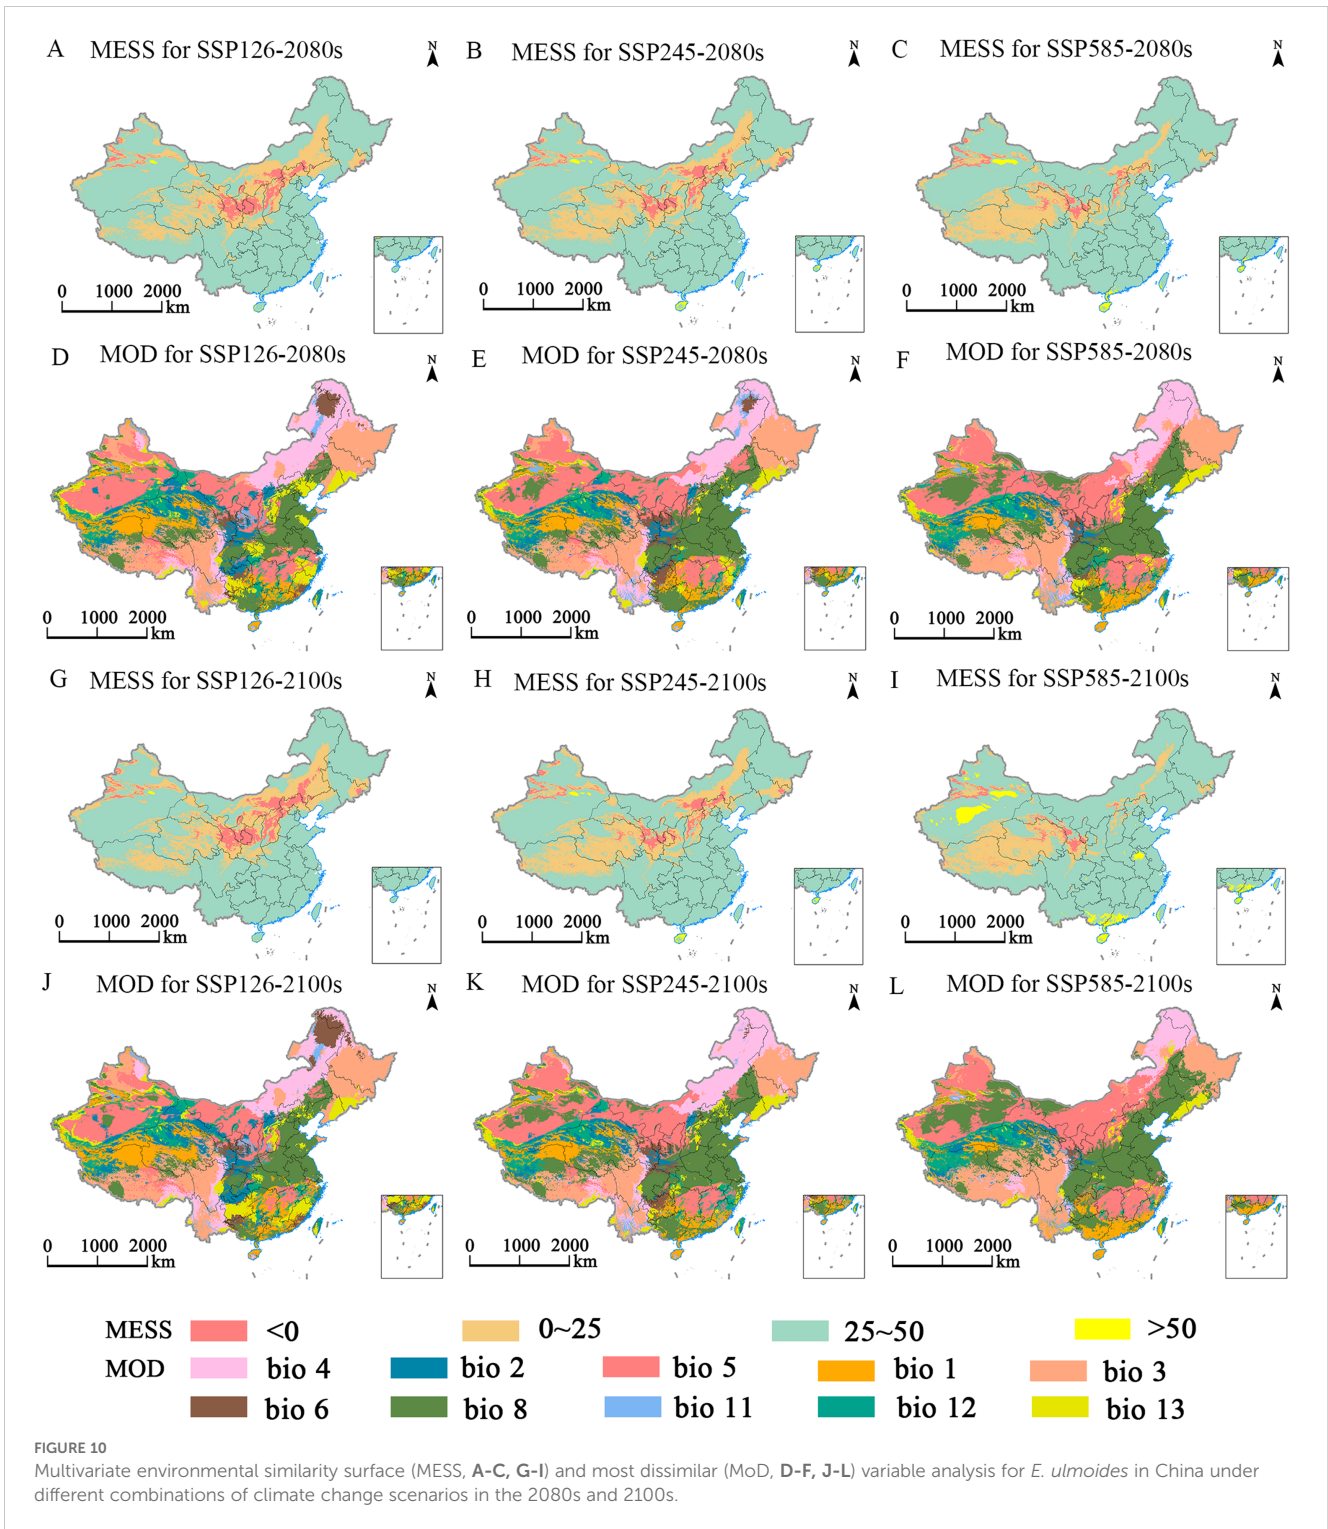 A MESS for SSP126-2080s N
B MESS for SSP245-2080s N
C MESS for SSP585-2080s N
0 1000 2000 km
0 1000 2000 km
0 1000 2000 km
D MOD for SSP126-2080s N
E MOD for SSP245-2080s N
F MOD for SSP585-2080s N
0 1000 2000 km
0 1000 2000 km
0 1000 2000 km
G MESS for SSP126-2100s N
H MESS for SSP245-2100s N
I MESS for SSP585-2100s N
0 1000 2000 km
0 1000 2000 km
0 1000 2000 km
J MOD for SSP126-2100s N
K MOD for SSP245-2100s N
L MOD for SSP585-2100s N
0 1000 2000 km
0 1000 2000 km
0 1000 2000 km
MESS <0 0~25 25~50 >50
MOD bio 4 bio 2 bio 5 bio 1 bio 3
bio 6 bio 8 bio 11 bio 12 bio 13
FIGURE 10
Multivariate environmental similarity surface (MESS, A-C, G-I) and most dissimilar (MoD, D-F, J-L) variable analysis for E. ulmoides in China under
different combinations of climate change scenarios in the 2080s and 2100s.